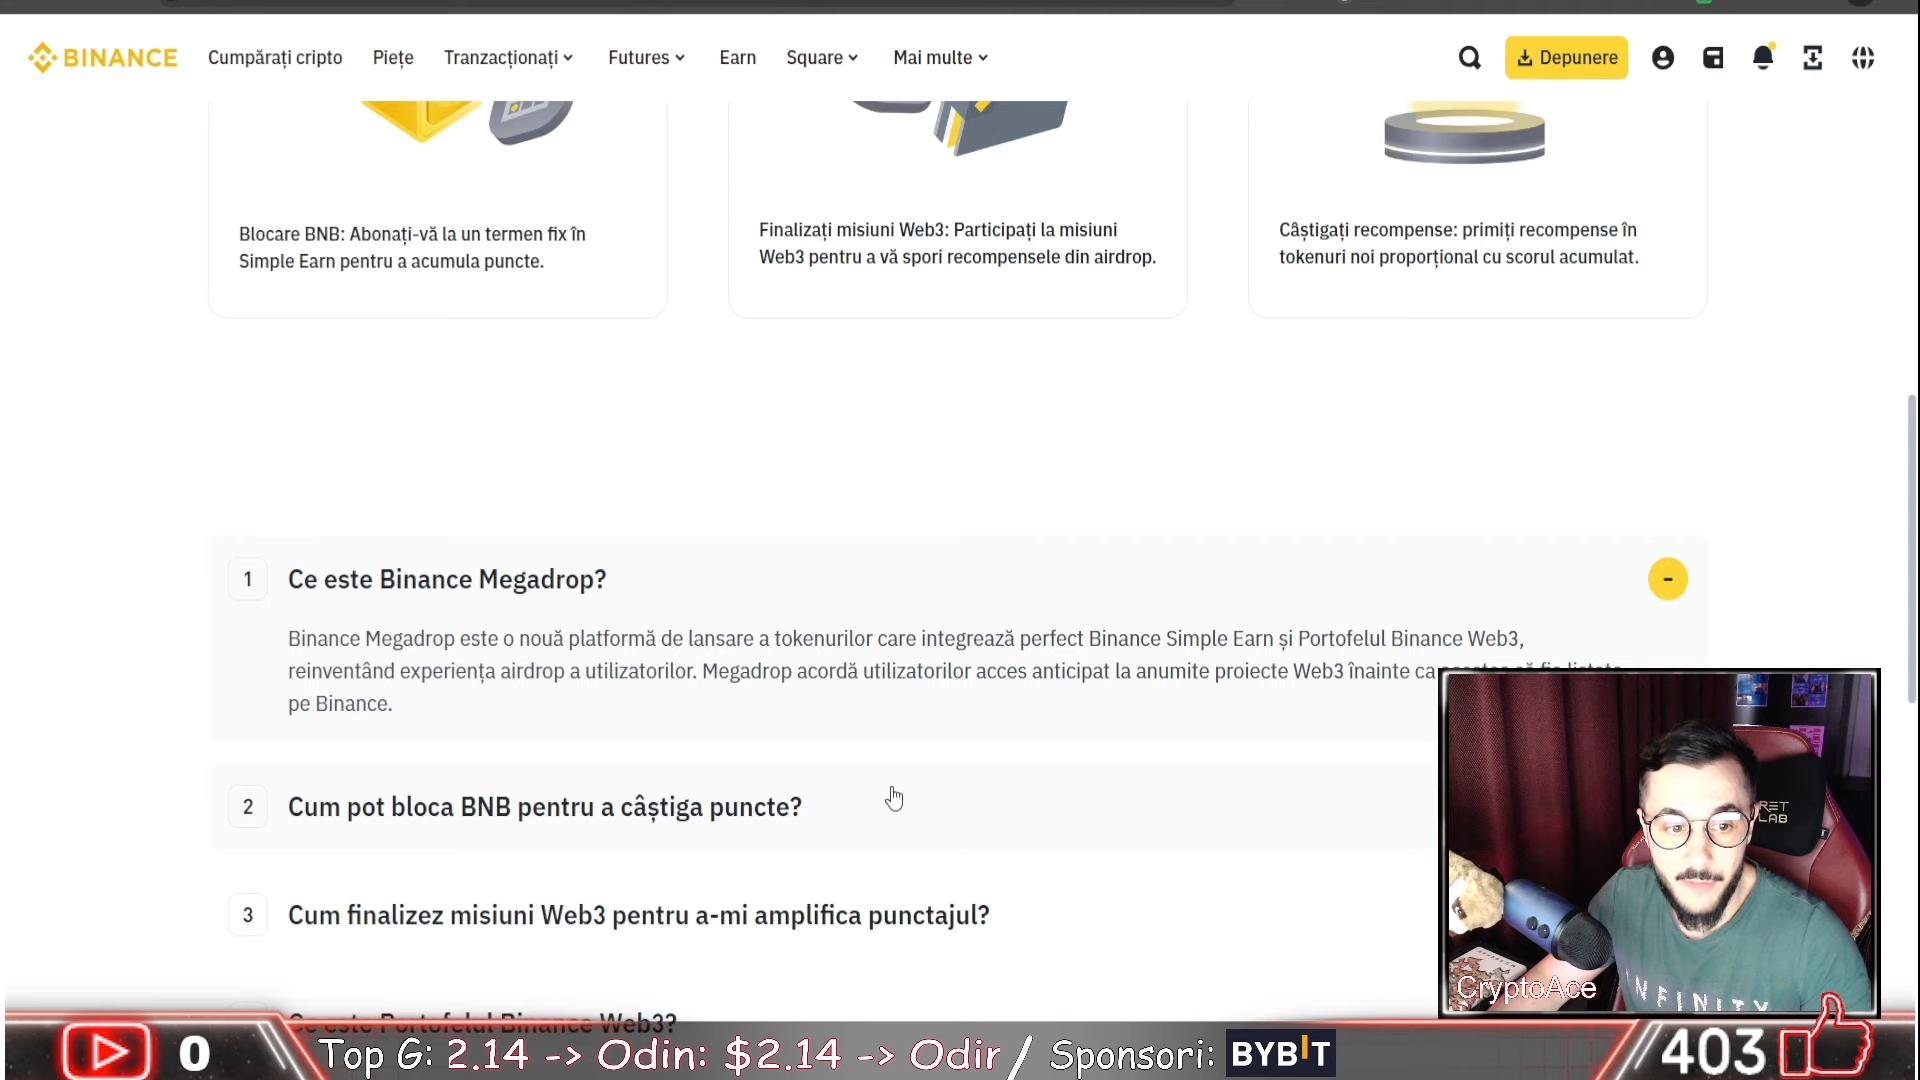 BINANCE
Cumpărați cripto
Piețe
Tranzacționați
Futures
Earn
Square
Mai multe
Depunere
Blocare BNB: Abonați-vă la un termen fix în
Simple Earn pentru a acumula puncte.
Finalizați misiuni Web3: Participați la misiuni
Web3 pentru a vă spori recompensele din airdrop.
Câștigați recompense: primiți recompense în
tokenuri noi proporțional cu scorul acumulat.
1
Ce este Binance Megadrop?
-
Binance Megadrop este o nouă platformă de lansare a tokenurilor care integrează perfect Binance Simple Earn și Portofelul Binance Web3,
reinventând experiența airdrop a utilizatorilor. Megadrop acordă utilizatorilor acces anticipat la anumite proiecte Web3 înainte ca
pe Binance.
2
Cum pot bloca BNB pentru a câștiga puncte?
3
Cum finalizez misiuni Web3 pentru a-mi amplifica punctajul?
Ce este Portofelul Binance Web3?
CryptoAce
INFINITY
0
Top G: 2.14 -> Odin: $2.14 -> Odir / Sponsori: BYBIT
403